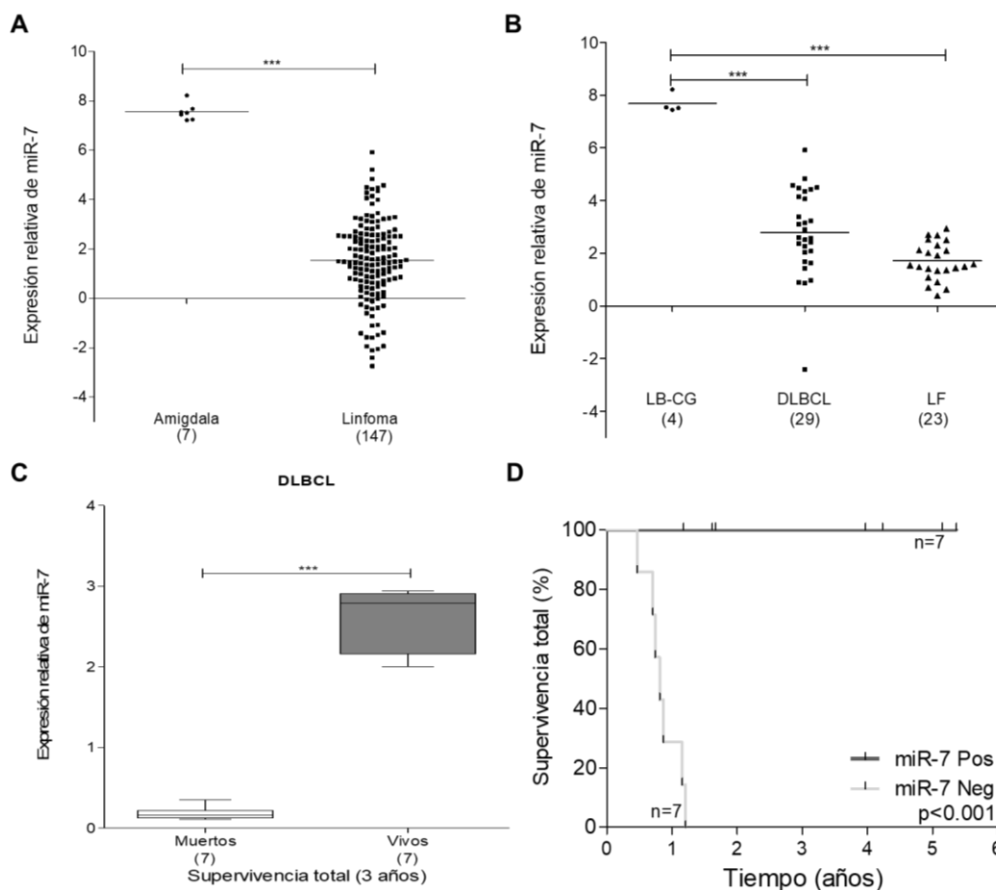 A
Expresión relativa de miR-7
10
8
6
4
2
0
-2
-4
***
Amigdala
(7)
Linfoma
(147)
B
Expresión relativa de miR-7
10
8
6
4
2
0
-2
-4
***
***
LB-CG
(4)
DLBCL
(29)
LF
(23)
C
DLBCL
Expresión relativa de miR-7
4
3
2
1
0
***
Muertos
(7)
Vivos
(7)
Supervivencia total (3 años)
D
Supervivencia total (%)
100
80
60
40
20
0
n=7
n=7
miR-7 Pos
miR-7 Neg
p<0.001
0 1 2 3 4 5 6
Tiempo (años)